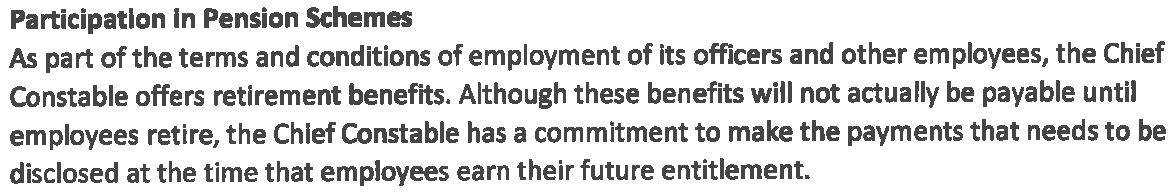 Participation in Pension Schemes
As part of the terms and conditions of employment of its officers and other employees, the Chief
Constable offers retirement benefits. Although these benefits will not actually be payable until
employees retire, the Chief Constable has a commitment to make the payments that needs to be
disclosed at the time that employees earn their future entitlement.